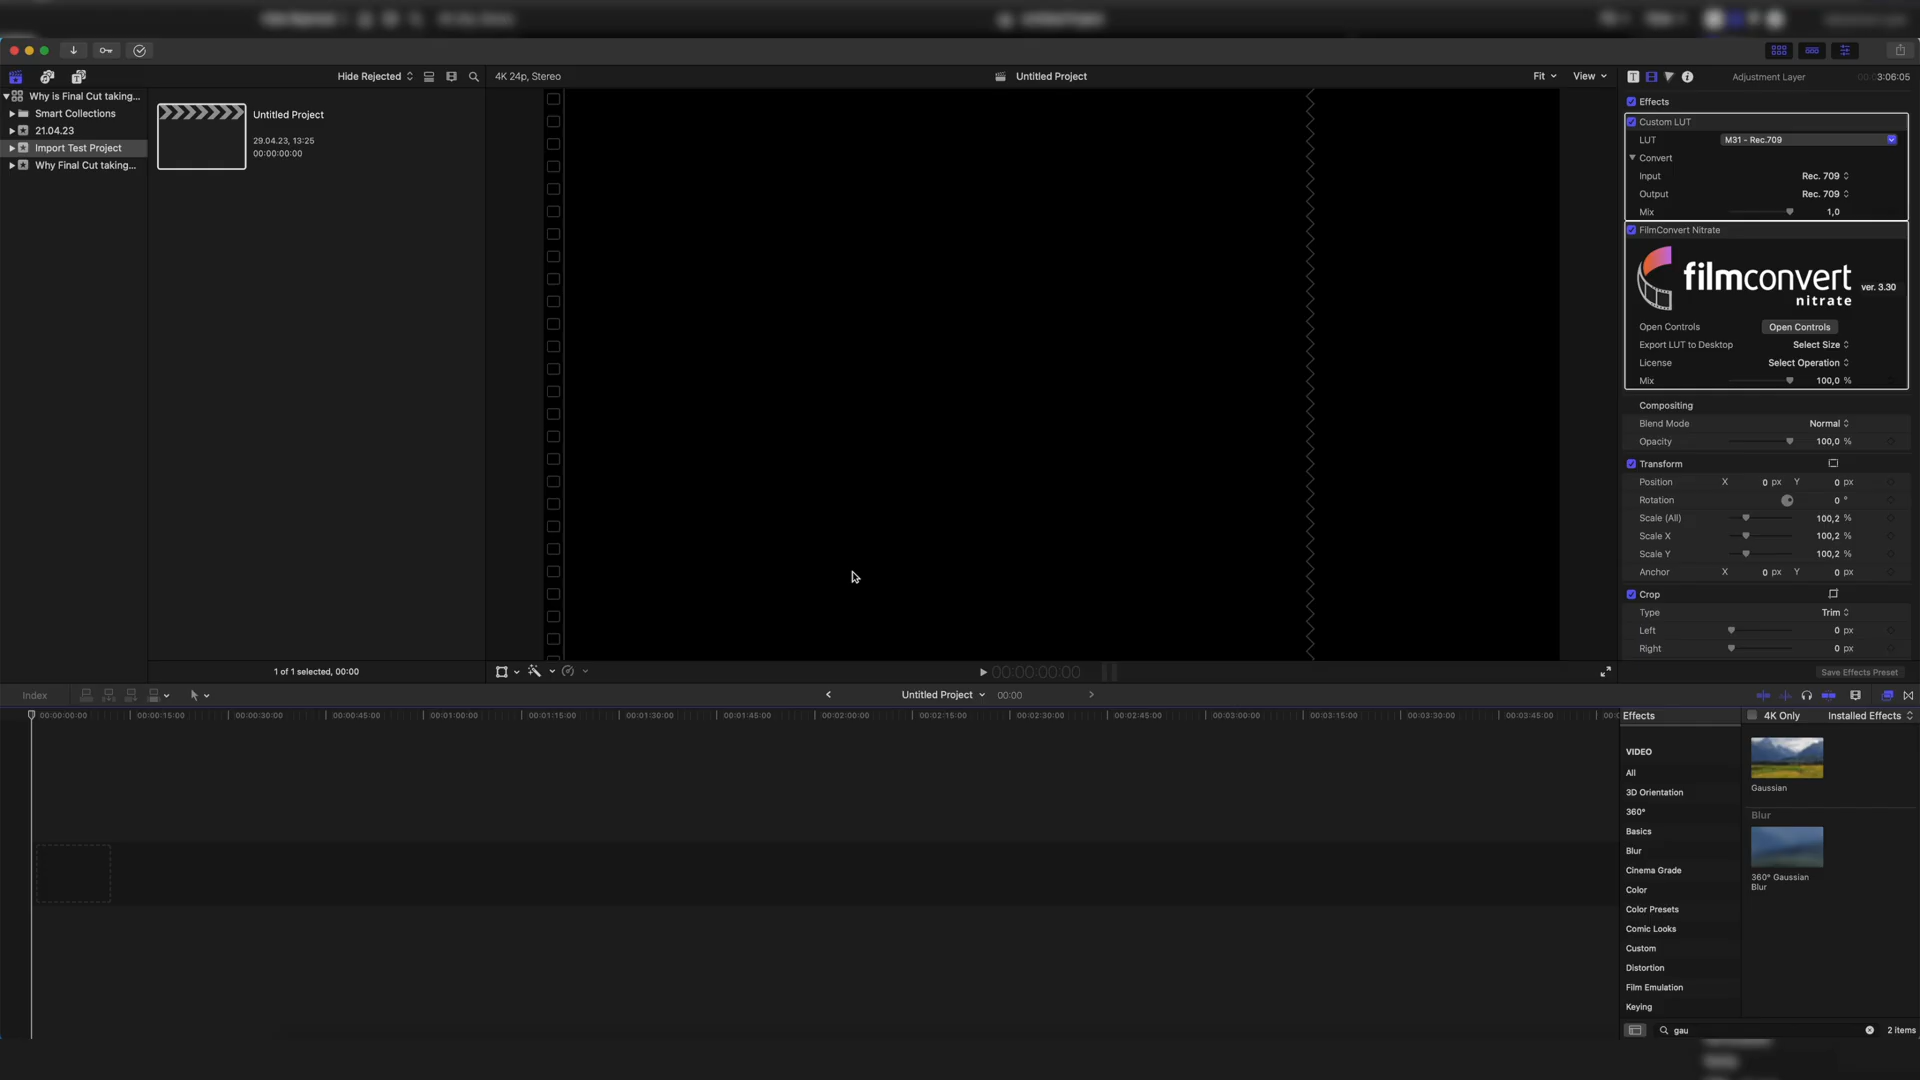 Hide Rejected
4K 24p, Stereo
Untitled Project
Fit
View
Adjustment Layer
3:06:05
Why is Final Cut taking...
Smart Collections
21.04.23
Import Test Project
Why Final Cut taking...
Untitled Project
29.04.23, 13:25
00:00:00:00
1 of 1 selected, 00:00
00:00:00:00
Effects
Custom LUT
LUT M31 - Rec.709
Convert
Input Rec. 709
Output Rec. 709
Mix 1,0
FilmConvert Nitrate
filmconvert
nitrate
ver. 3.30
Open Controls Open Controls
Export LUT to Desktop Select Size
License Select Operation
Mix 100,0 %
Compositing
Blend Mode Normal
Opacity 100,0 %
Transform
Position X 0 px Y 0 px
Rotation 0 °
Scale (All) 100,2 %
Scale X 100,2 %
Scale Y 100,2 %
Anchor X 0 px Y 0 px
Crop
Type Trim
Left 0 px
Right 0 px
Save Effects Preset
Index
Untitled Project 00:00
00:00:00:00 00:00:15:00 00:00:30:00 00:00:45:00 00:01:00:00 00:01:15:00 00:01:30:00 00:01:45:00 00:02:00:00 00:02:15:00 00:02:30:00 00:02:45:00 00:03:00:00 00:03:15:00 00:03:30:00 00:03:45:00
Effects
4K Only
Installed Effects
VIDEO
All
3D Orientation
360°
Basics
Blur
Cinema Grade
Color
Color Presets
Comic Looks
Custom
Distortion
Film Emulation
Keying
Gaussian
Blur
360° Gaussian
Blur
gau
2 items